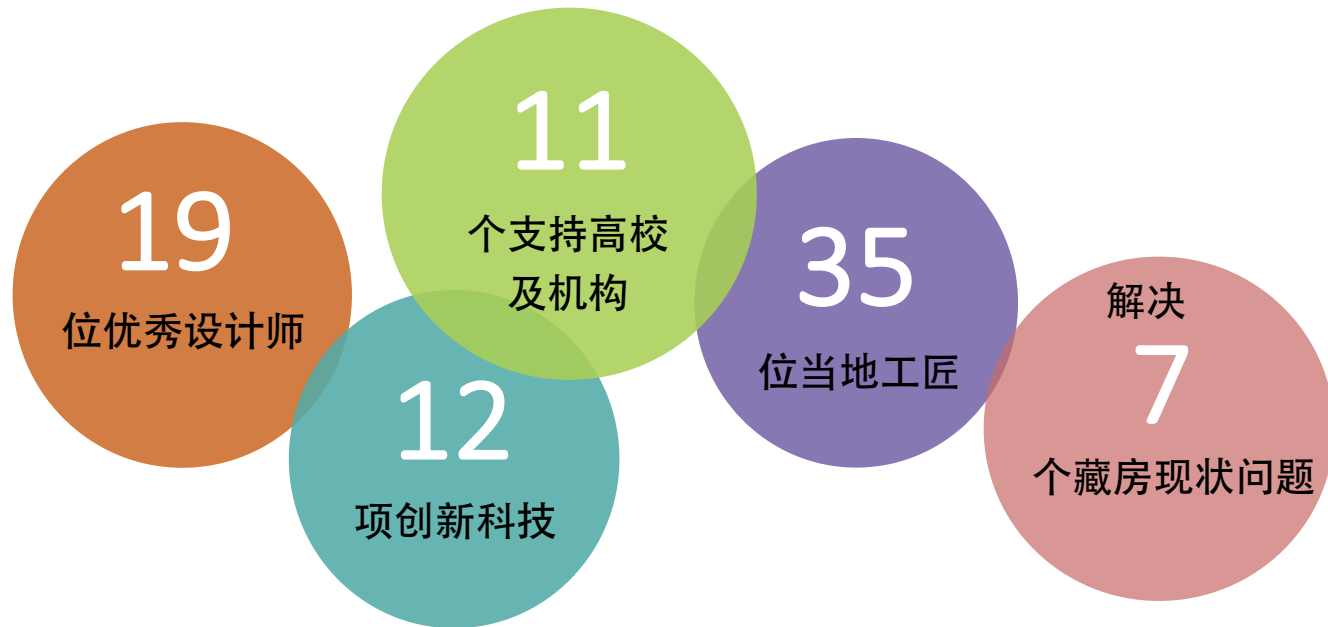 19
位优秀设计师
12
项创新科技
11
个支持高校
及机构
35
位当地工匠
解决
7
个藏房现状问题